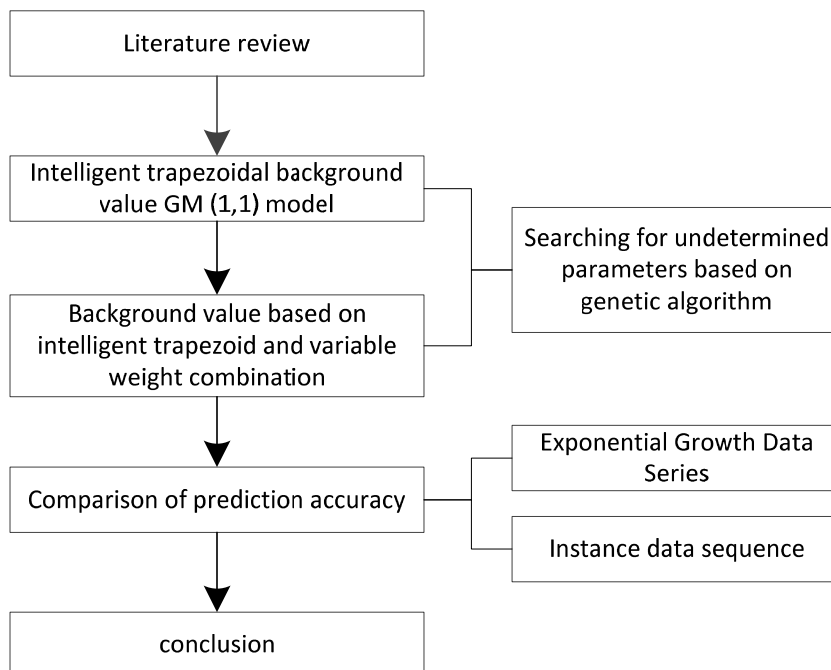 Literature review
Intelligent trapezoidal background
value GM (1,1) model
Searching for undetermined
parameters based on
genetic algorithm
Background value based on
intelligent trapezoid and variable
weight combination
Comparison of prediction accuracy
Exponential Growth Data
Series
Instance data sequence
conclusion